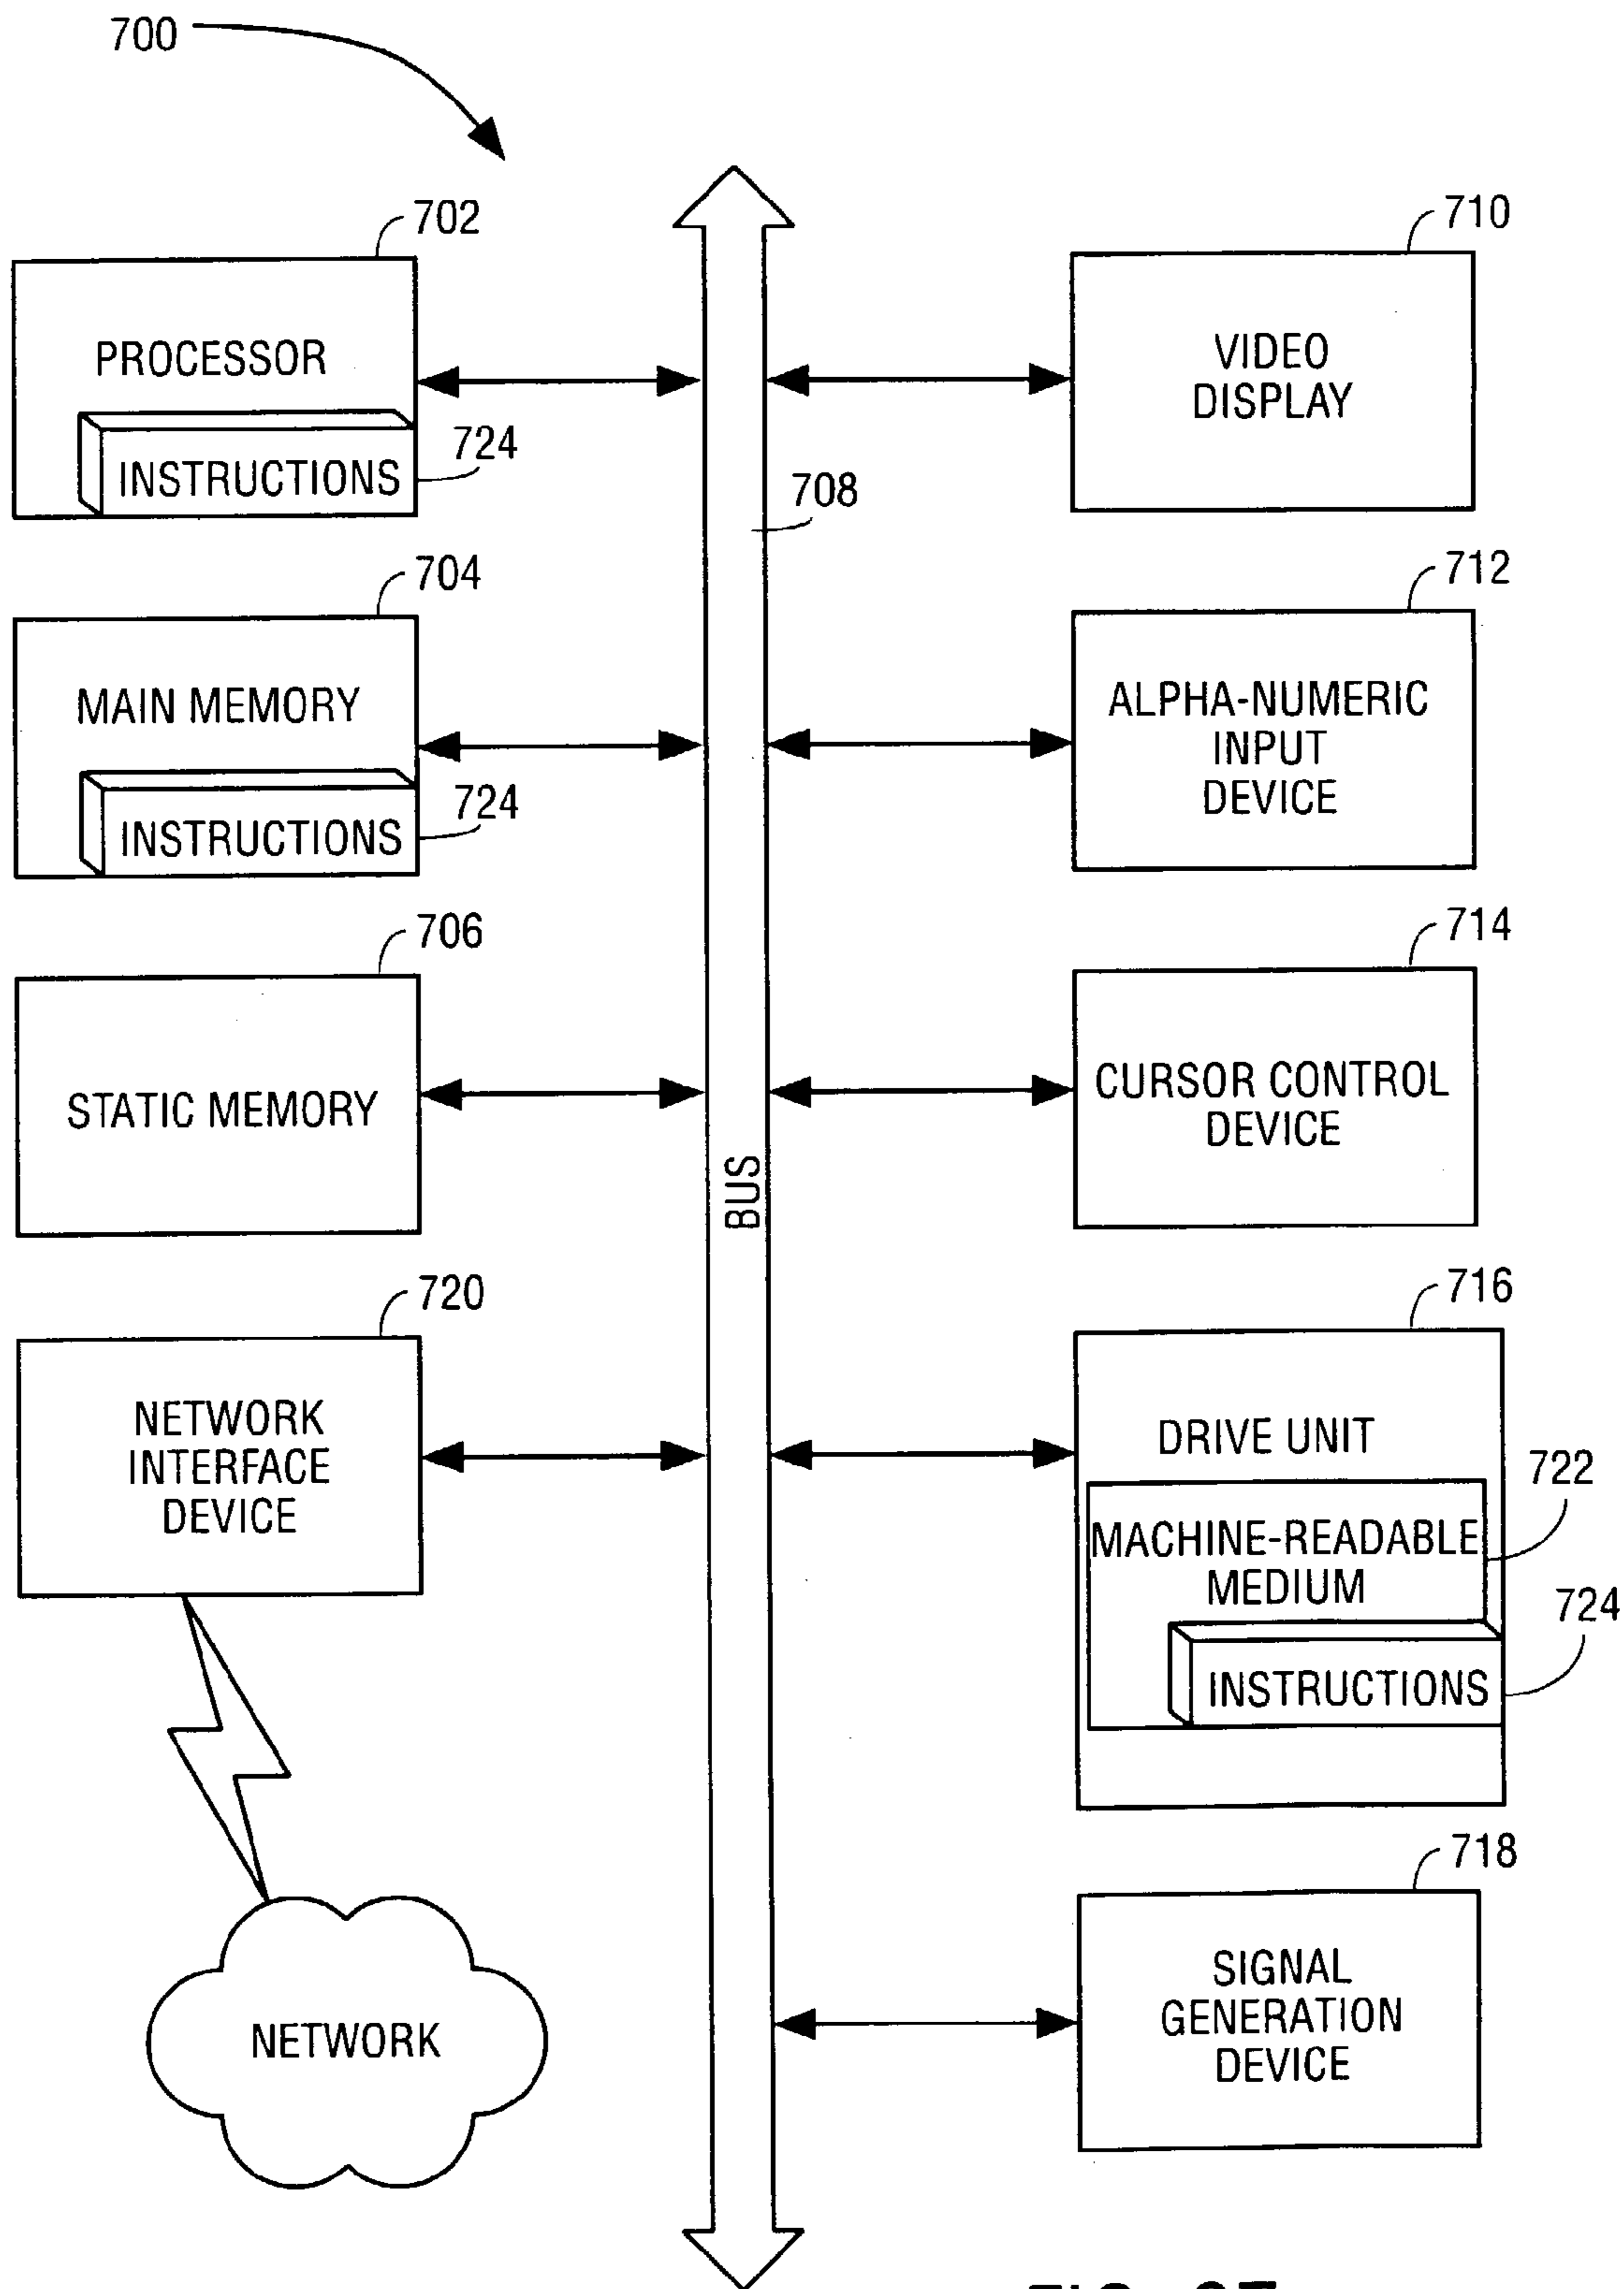 700
702
PROCESSOR
INSTRUCTIONS
724
704
MAIN MEMORY
INSTRUCTIONS
724
706
STATIC MEMORY
720
NETWORK
INTERFACE
DEVICE
NETWORK
708
BUS
710
VIDEO
DISPLAY
712
ALPHA-NUMERIC
INPUT
DEVICE
714
CURSOR CONTROL
DEVICE
716
DRIVE UNIT
722
MACHINE-READABLE
MEDIUM
724
INSTRUCTIONS
718
SIGNAL
GENERATION
DEVICE